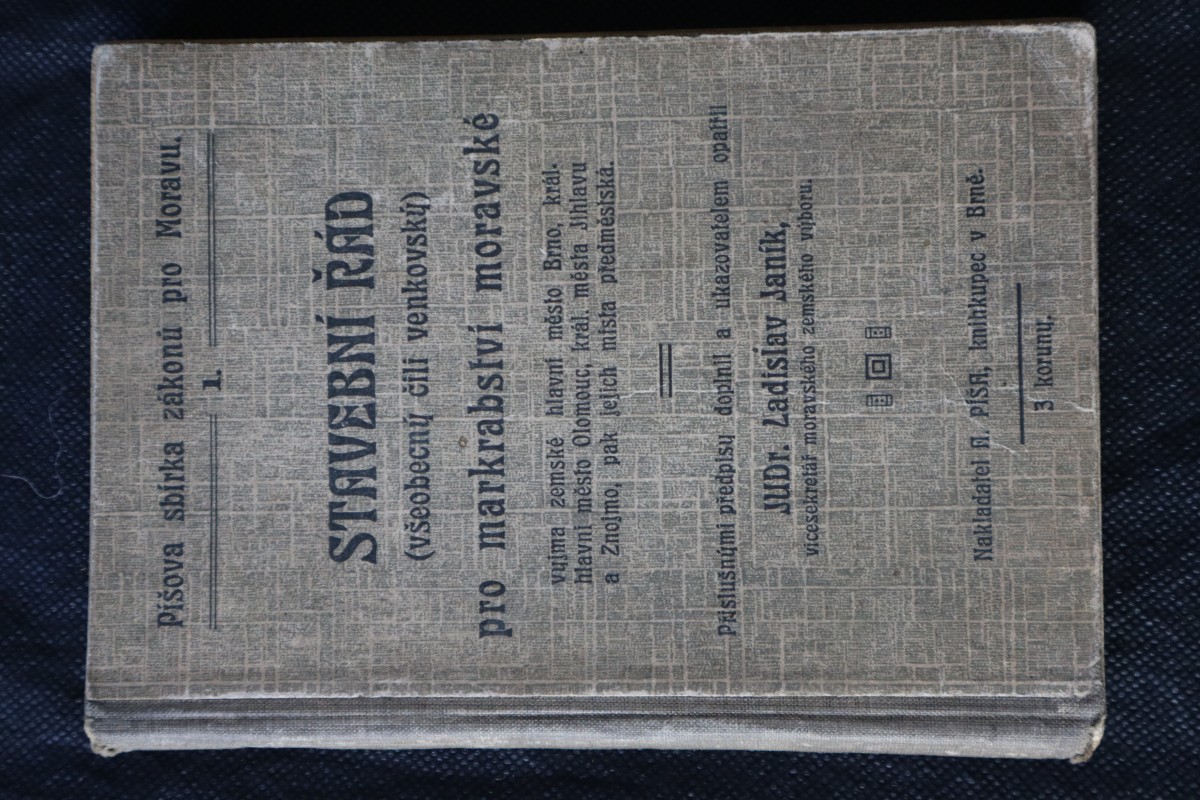 Píšova sbírka zákonů pro Moravu.
1.
STAVEBNÍ ŘÁD
(všeobecný čili venkovský)
pro markrabství moravské
vyjma zemské hlavní město Brno, král.
hlavní město Olomouc, král. města Jihlavu
a Znojmo, pak jejich místa předměstská.
Příslušnými předpisy doplnil a ukazovatelem opatřil
JUDr. Ladislav Janík,
vicesekretář moravského zemského výboru.
Nakladatel A. PÍŠA, knihkupec v Brně.
3 koruny.